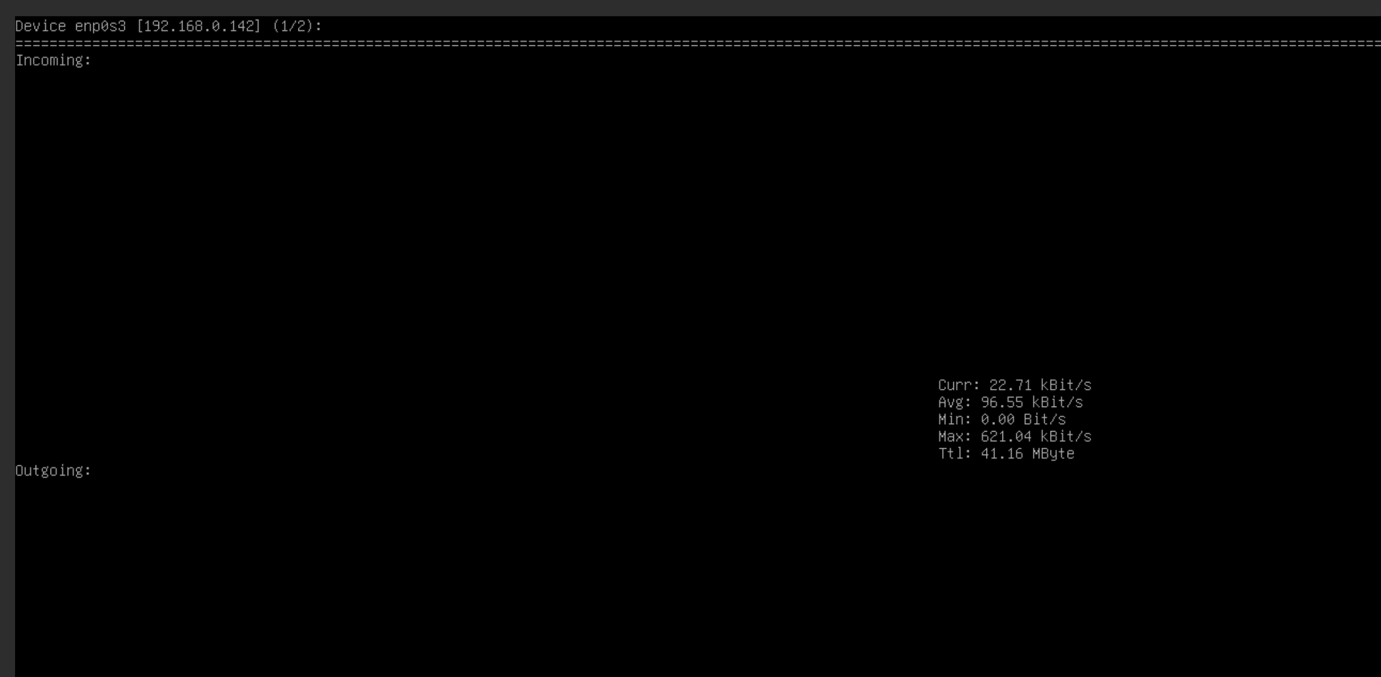 Device enp0s3 [192.168.0.142] (1/2):
================================================================================================================================================================
Incoming:
Curr: 22.71 kBit/s
Avg: 96.55 kBit/s
Min: 0.00 Bit/s
Max: 621.04 kBit/s
Ttl: 41.16 MByte
Outgoing: